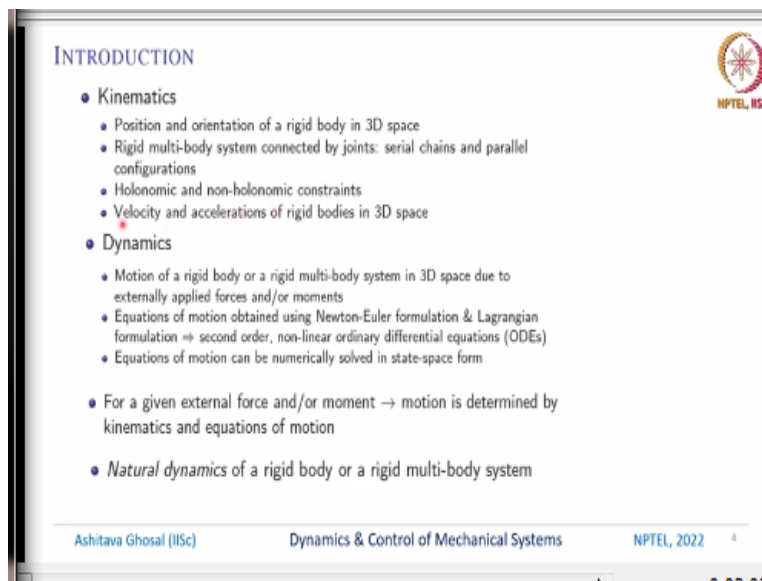 INTRODUCTION
NPTEL, IIS
• Kinematics
• Position and orientation of a rigid body in 3D space
• Rigid multi-body system connected by joints: serial chains and parallel
configurations
• Holonomic and non-holonomic constraints
• Velocity and accelerations of rigid bodies in 3D space
• Dynamics
• Motion of a rigid body or a rigid multi-body system in 3D space due to
externally applied forces and/or moments
• Equations of motion obtained using Newton-Euler formulation & Lagrangian
formulation ⇒ second order, non-linear ordinary differential equations (ODEs)
• Equations of motion can be numerically solved in state-space form
• For a given external force and/or moment → motion is determined by
kinematics and equations of motion
• Natural dynamics of a rigid body or a rigid multi-body system
Ashitava Ghosal (IISc) Dynamics & Control of Mechanical Systems NPTEL, 2022 4